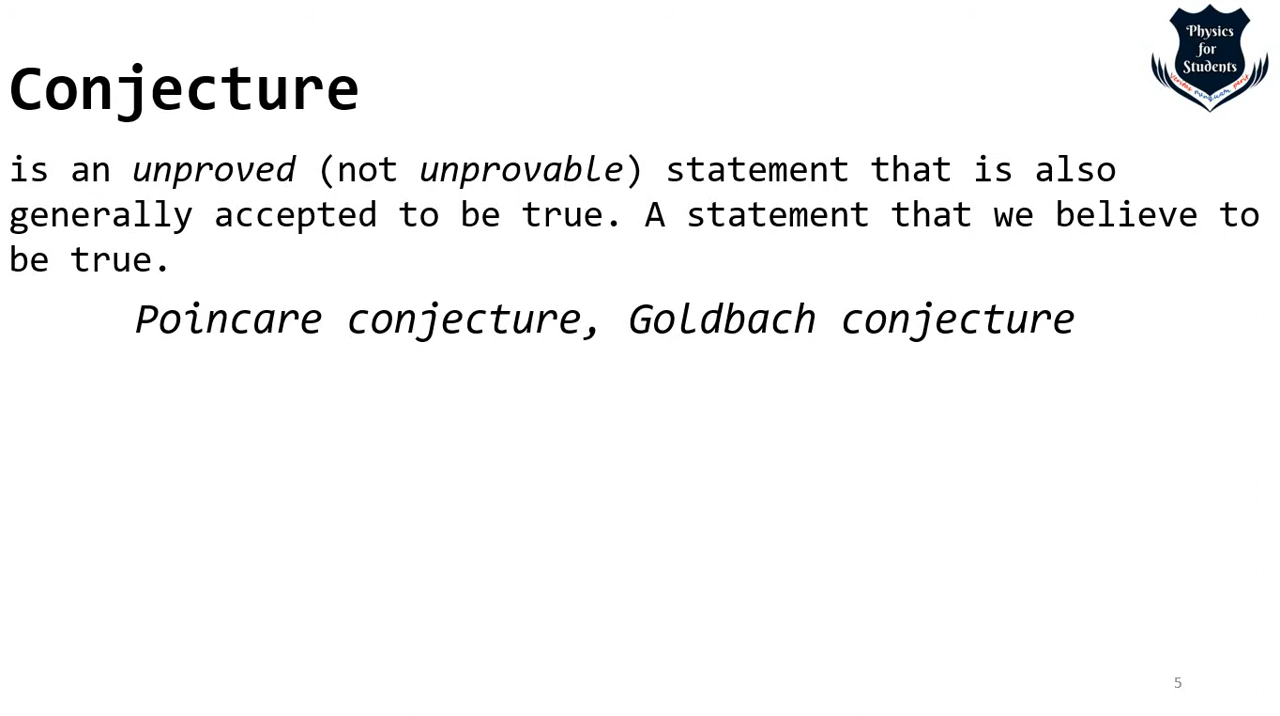 Physics
for
Students
Conjecture
is an unproved (not unprovable) statement that is also
generally accepted to be true. A statement that we believe to
be true.
Poincare conjecture, Goldbach conjecture
5